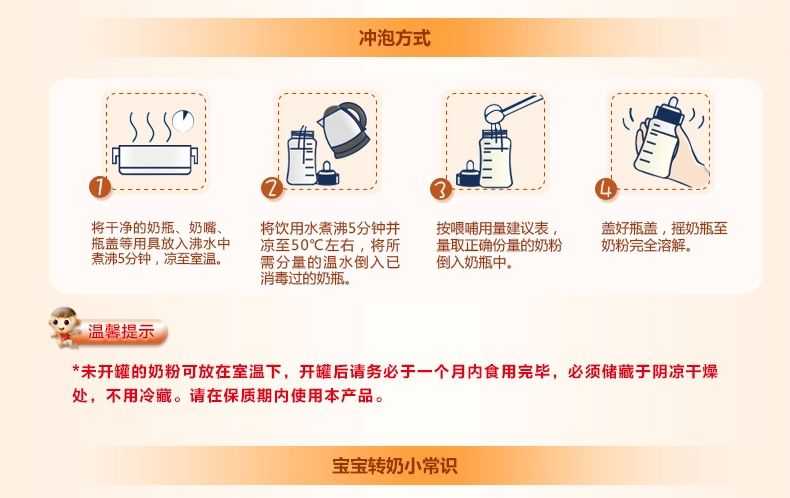 冲泡方式
1
将干净的奶瓶、奶嘴、
瓶盖等用具放入沸水中
煮沸5分钟，凉至室温。
2
将饮用水煮沸5分钟并
凉至50℃左右，将所
需分量的温水倒入已
消毒过的奶瓶。
3
按喂哺用量建议表，
量取正确份量的奶粉
倒入奶瓶中。
4
盖好瓶盖，摇奶瓶至
奶粉完全溶解。
温馨提示
*未开罐的奶粉可放在室温下，开罐后请务必于一个月内食用完毕，必须储藏于阴凉干燥
处，不用冷藏。请在保质期内使用本产品。
宝宝转奶小常识